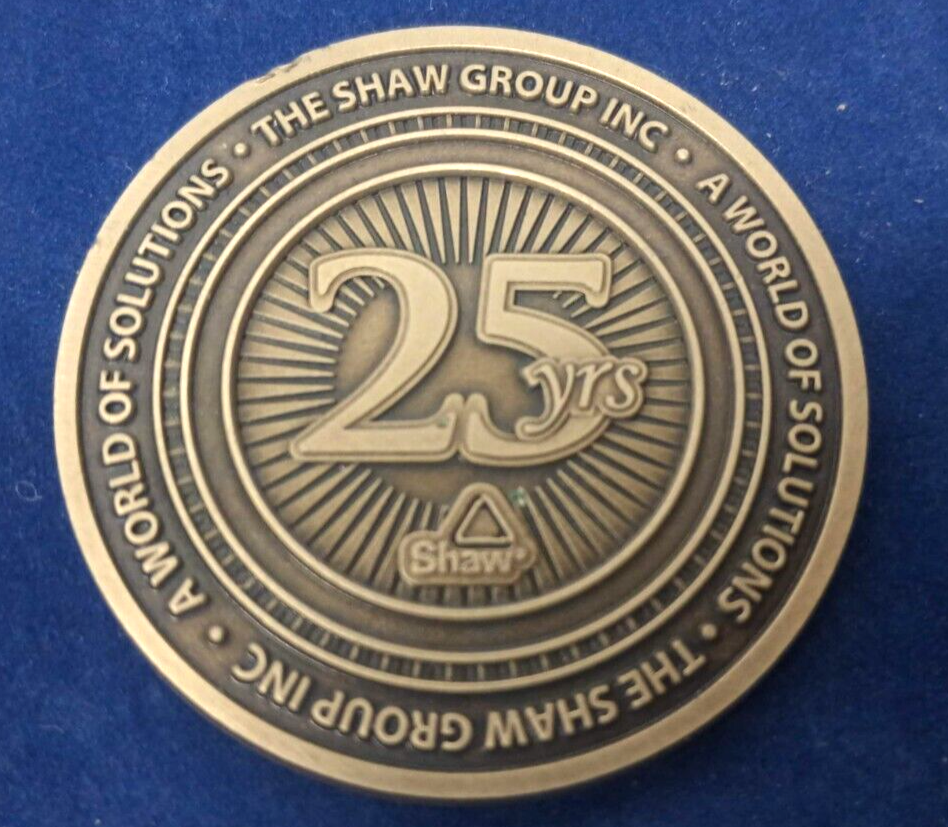 THE SHAW GROUP INC • A WORLD OF SOLUTIONS • THE SHAW GROUP INC • A WORLD OF SOLUTIONS •
25
yrs
Shaw®